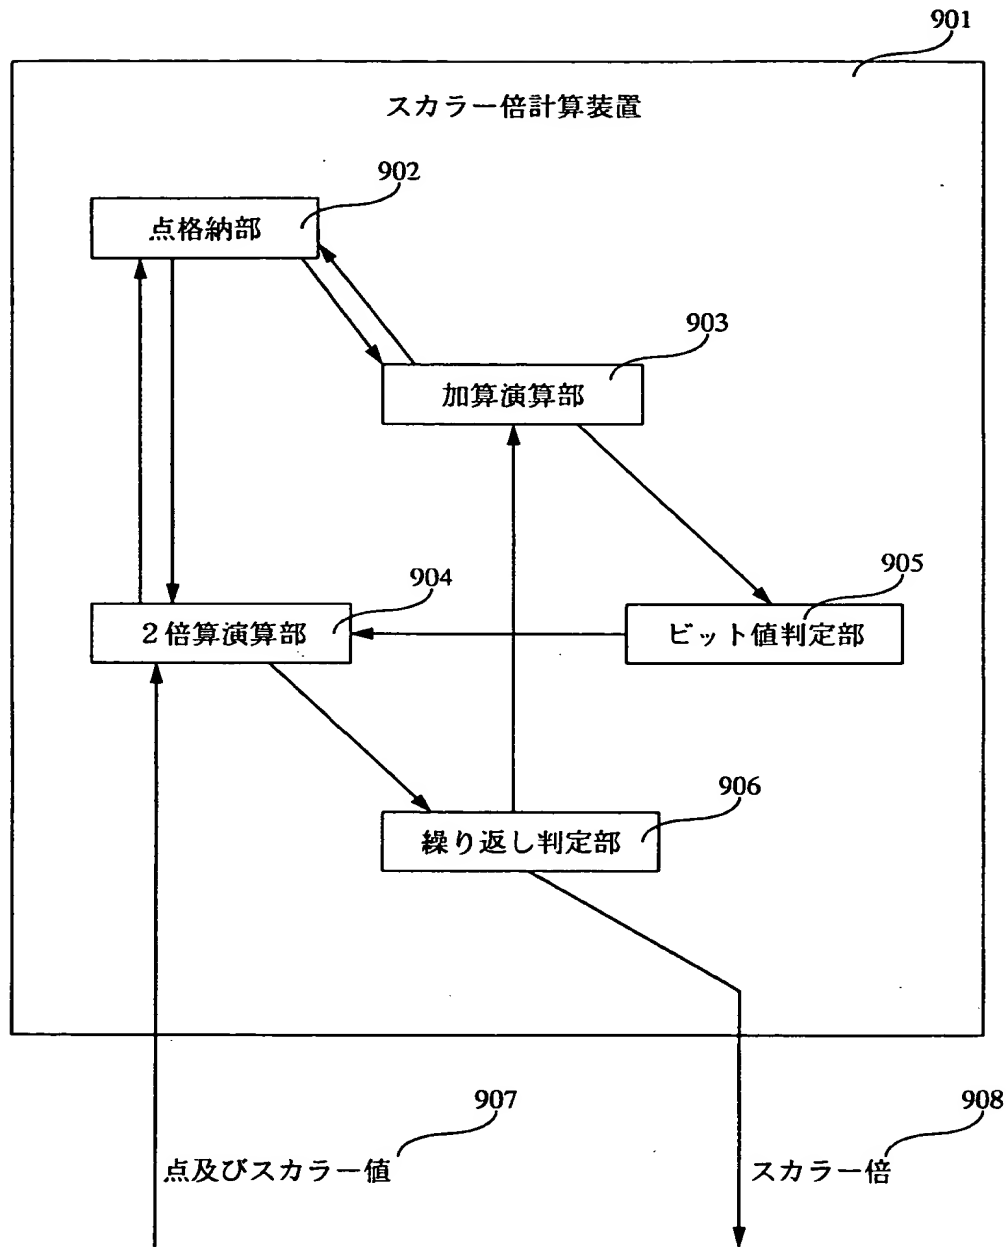 901
スカラー倍計算装置
902
点格納部
903
加算演算部
904
905
２倍算演算部
ビット値判定部
906
繰り返し判定部
907
908
点及びスカラー値
スカラー倍